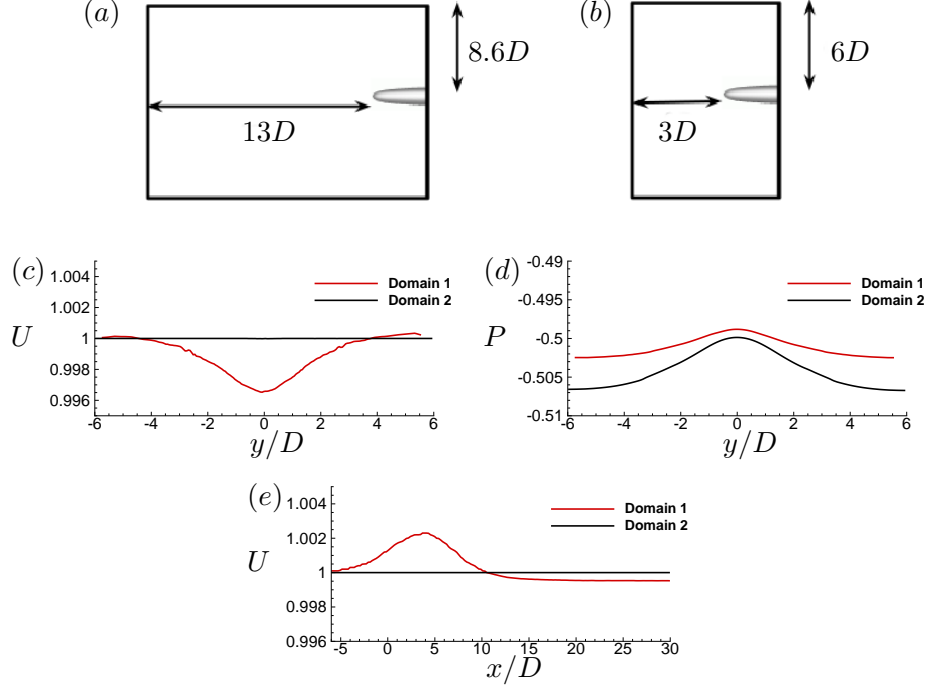 (a)
(b)
8.6D
6D
13D
3D
(c)
1.004
1.002
1
0.998
0.996
U
Domain 1
Domain 2
-6
-4
-2
0
2
4
6
y/D
(d)
-0.49
-0.495
-0.5
-0.505
-0.51
P
Domain 1
Domain 2
-6
-4
-2
0
2
4
6
y/D
(e)
1.004
1.002
1
0.998
0.996
U
Domain 1
Domain 2
-5
0
5
10
15
20
25
30
x/D